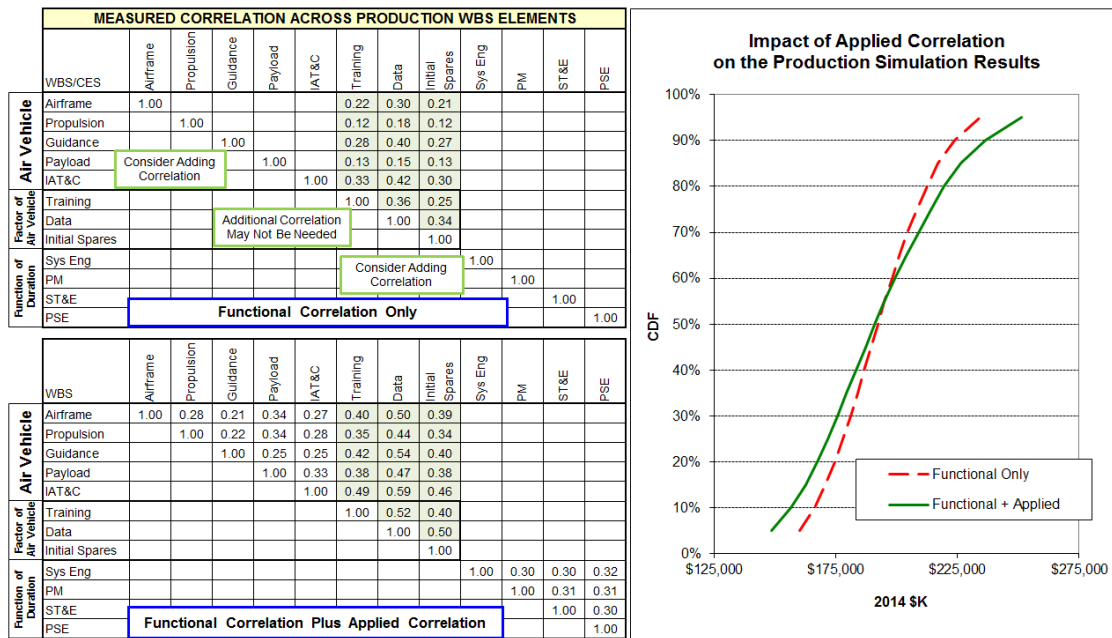 MEASURED CORRELATION ACROSS PRODUCTION WBS ELEMENTS
WBS/CES Airframe Propulsion Guidance Payload IAT&C Training Data Initial Spares Sys Eng PM ST&E PSE
Air Vehicle
Airframe 1.00 0.22 0.30 0.21
Propulsion 1.00 0.12 0.18 0.12
Guidance 1.00 0.28 0.40 0.27
Payload 1.00 0.13 0.15 0.13
IAT&C 1.00 0.33 0.42 0.30
Consider Adding
Correlation
Factor of
Air Vehicle
Training 1.00 0.36 0.25
Data 1.00 0.34
Initial Spares 1.00
Additional Correlation
May Not Be Needed
Function of
Duration
Sys Eng 1.00
PM 1.00
ST&E 1.00
PSE 1.00
Consider Adding
Correlation
Functional Correlation Only
WBS Airframe Propulsion Guidance Payload IAT&C Training Data Initial Spares Sys Eng PM ST&E PSE
Air Vehicle
Airframe 1.00 0.28 0.21 0.34 0.27 0.40 0.50 0.39
Propulsion 1.00 0.22 0.34 0.28 0.35 0.44 0.34
Guidance 1.00 0.25 0.25 0.42 0.54 0.40
Payload 1.00 0.33 0.38 0.47 0.38
IAT&C 1.00 0.49 0.59 0.46
Factor of
Air Vehicle
Training 1.00 0.52 0.40
Data 1.00 0.50
Initial Spares 1.00
Function of
Duration
Sys Eng 1.00 0.30 0.30 0.32
PM 1.00 0.31 0.31
ST&E 1.00 0.30
PSE 1.00
Functional Correlation Plus Applied Correlation
Impact of Applied Correlation
on the Production Simulation Results
CDF
100%
90%
80%
70%
60%
50%
40%
30%
20%
10%
0%
Functional Only
Functional + Applied
$125,000 $175,000 $225,000 $275,000
2014 $K